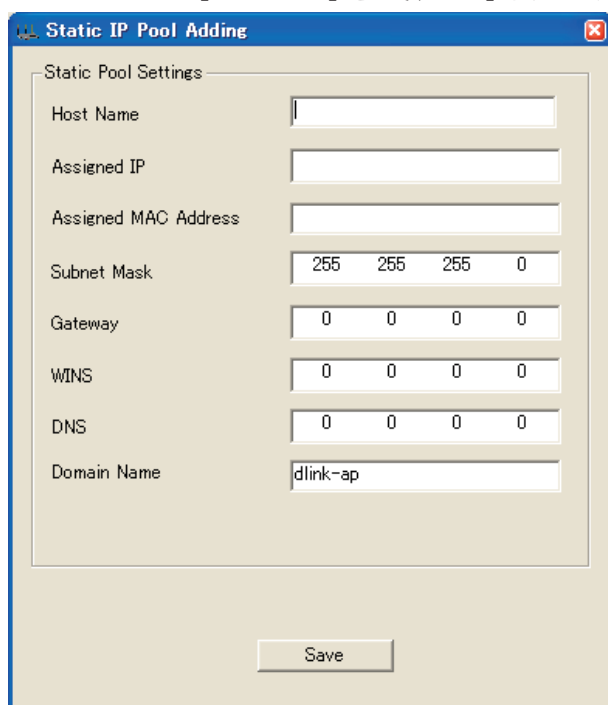 Static IP Pool Adding
Static Pool Settings
Host Name
Assigned IP
Assigned MAC Address
Subnet Mask 255 255 255 0
Gateway 0 0 0 0
WINS 0 0 0 0
DNS 0 0 0 0
Domain Name dlink-ap
Save